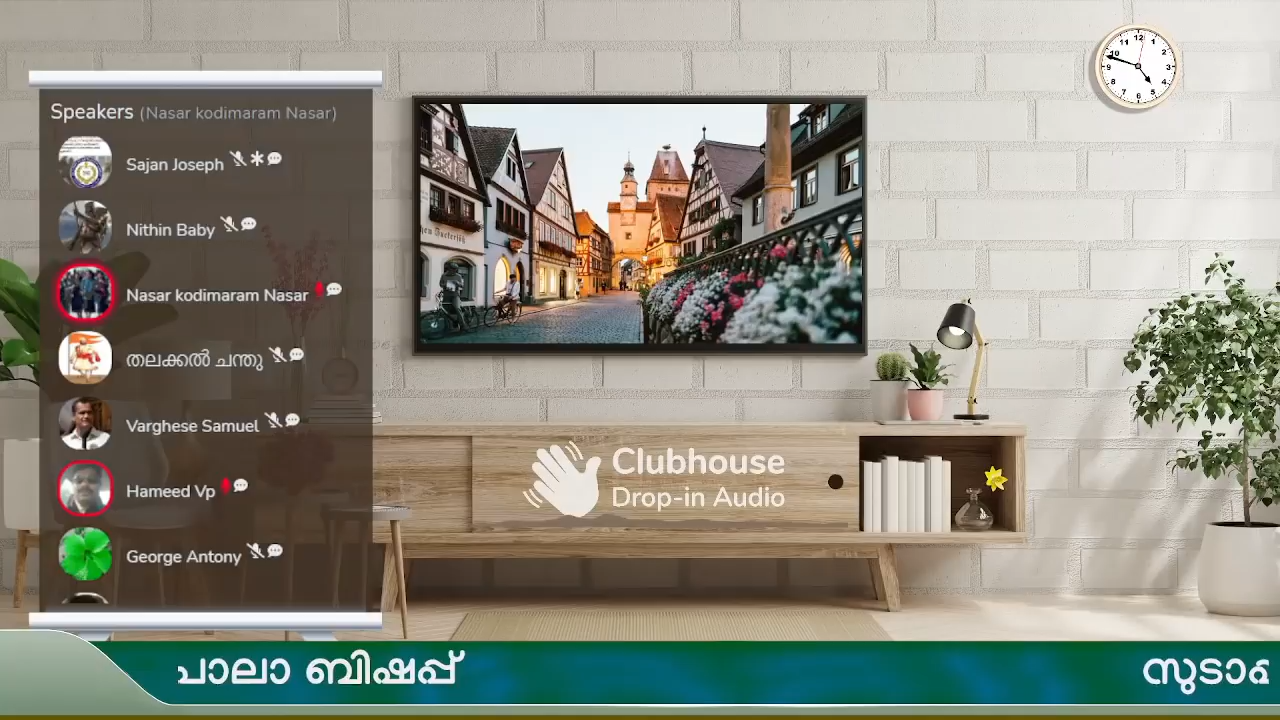 Speakers (Nasar kodimaram Nasar)
Sajan Joseph
Nithin Baby
Nasar kodimaram Nasar
തലക്കൽ ചന്തു
Varghese Samuel
Hameed Vp
George Antony
Clubhouse
Drop-in Audio
പാലാ ബിഷപ്പ്